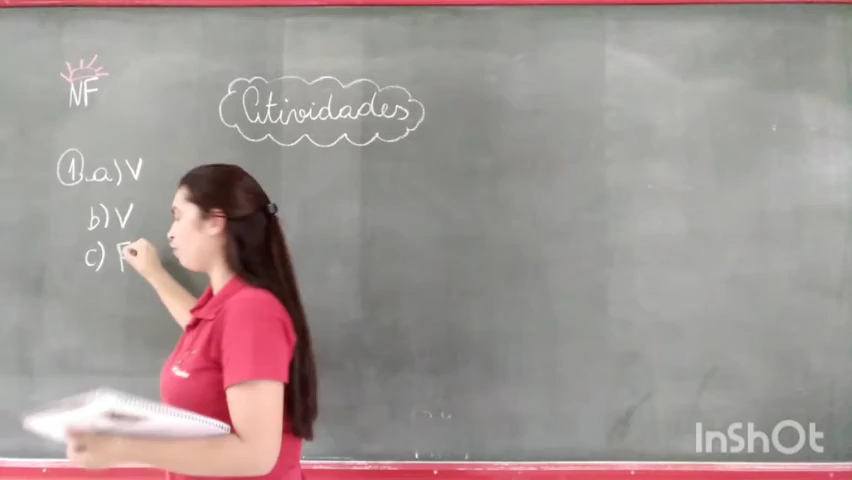 NF
Atividades
1. a) V
b) V
c) F
InShOt